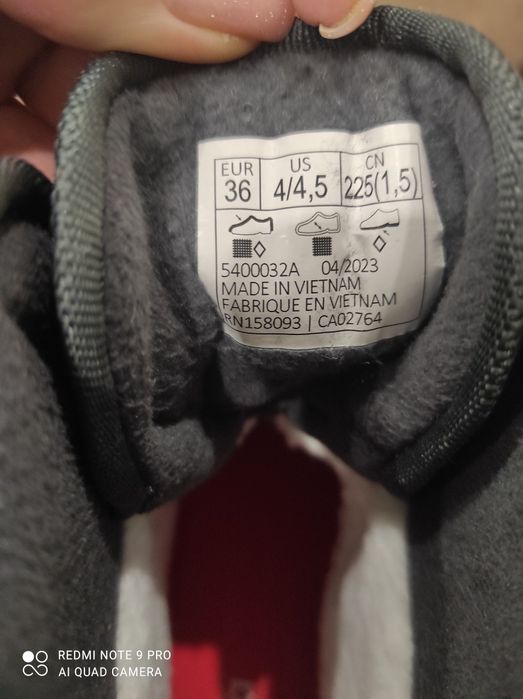 EUR US CN
36 4/4,5 225(1,5)
5400032A 04/2023
MADE IN VIETNAM
FABRIQUE EN VIETNAM
RN158093 | CA02764
REDMI NOTE 9 PRO
AI QUAD CAMERA